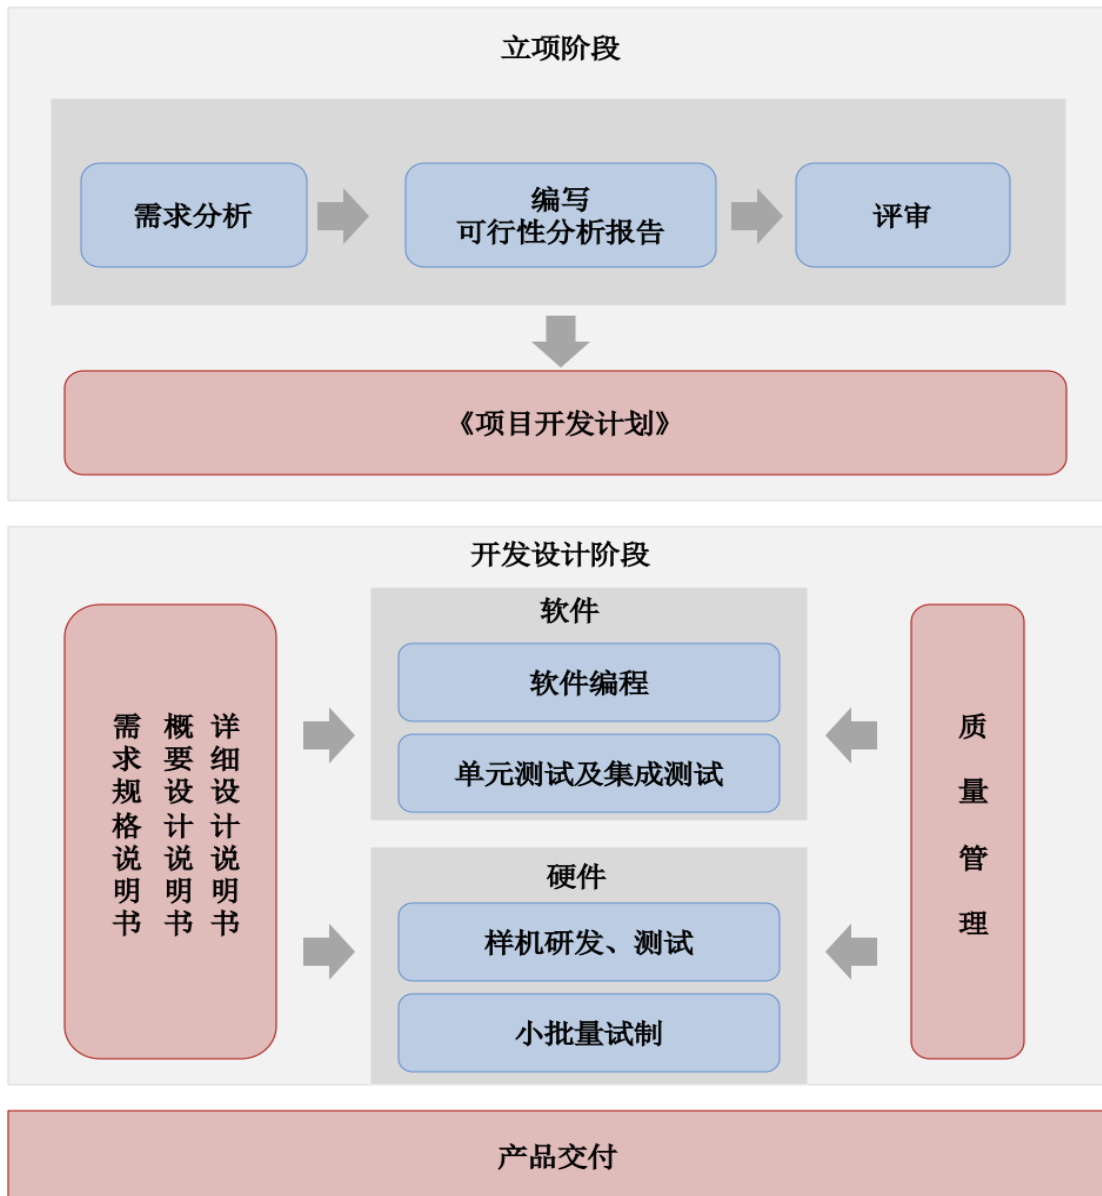 立项阶段
需求分析
编写
可行性分析报告
评审
《项目开发计划》
开发设计阶段
需求规格说明书
概要设计说明书
详细设计说明书
软件
软件编程
单元测试及集成测试
硬件
样机研发、测试
小批量试制
质量管理
产品交付